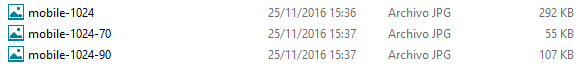 mobile-1024 25/11/2016 15:36 Archivo JPG 292 KB
mobile-1024-70 25/11/2016 15:37 Archivo JPG 55 KB
mobile-1024-90 25/11/2016 15:37 Archivo JPG 107 KB